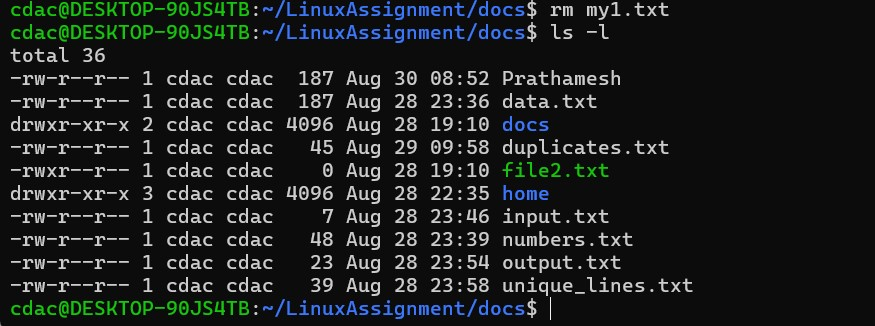 cdac@DESKTOP-90JS4TB:~/LinuxAssignment/docs$ rm my1.txt
cdac@DESKTOP-90JS4TB:~/LinuxAssignment/docs$ ls -l
total 36
-rw-r--r-- 1 cdac cdac  187 Aug 30 08:52 Prathamesh
-rw-r--r-- 1 cdac cdac  187 Aug 28 23:36 data.txt
drwxr-xr-x 2 cdac cdac 4096 Aug 28 19:10 docs
-rw-r--r-- 1 cdac cdac   45 Aug 29 09:58 duplicates.txt
-rwxr--r-- 1 cdac cdac    0 Aug 28 19:10 file2.txt
drwxr-xr-x 3 cdac cdac 4096 Aug 28 22:35 home
-rw-r--r-- 1 cdac cdac    7 Aug 28 23:46 input.txt
-rw-r--r-- 1 cdac cdac   48 Aug 28 23:39 numbers.txt
-rw-r--r-- 1 cdac cdac   23 Aug 28 23:54 output.txt
-rw-r--r-- 1 cdac cdac   39 Aug 28 23:58 unique_lines.txt
cdac@DESKTOP-90JS4TB:~/LinuxAssignment/docs$